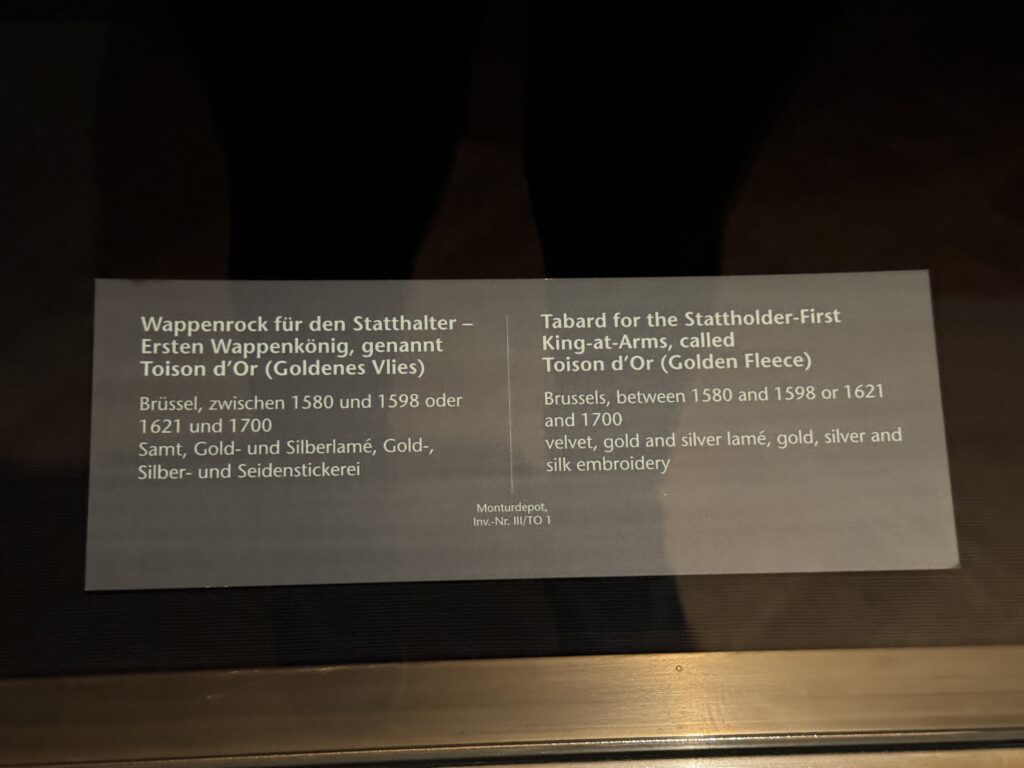 Wappenrock für den Statthalter –
Ersten Wappenkönig, genannt
Toison d'Or (Goldenes Vlies)
Brüssel, zwischen 1580 und 1598 oder
1621 und 1700
Samt, Gold- und Silberlamé, Gold-,
Silber- und Seidenstickerei
Tabard for the Stattholder-First
King-at-Arms, called
Toison d'Or (Golden Fleece)
Brussels, between 1580 and 1598 or 1621
and 1700
velvet, gold and silver lamé, gold, silver and
silk embroidery
Monturdepot,
Inv.-Nr. III/TO 1